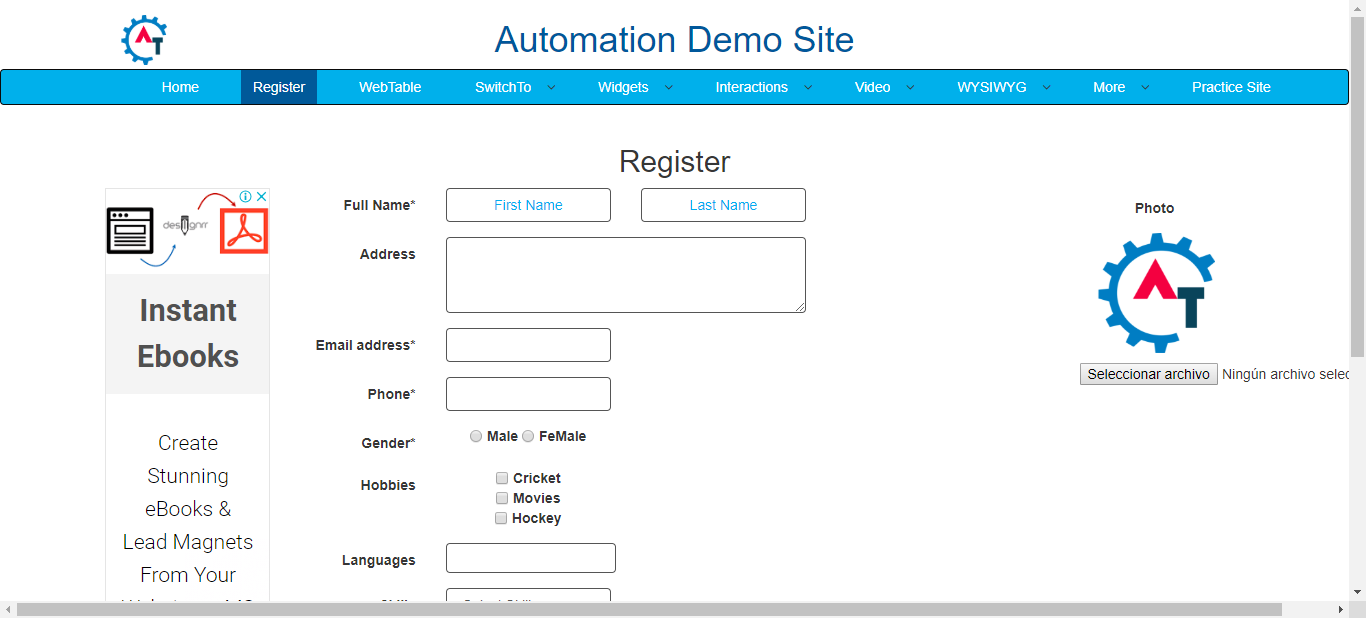 Automation Demo Site
Home Register WebTable SwitchTo Widgets Interactions Video WYSIWYG More Practice Site
Register
designrr
Instant
Ebooks
Create
Stunning
eBooks &
Lead Magnets
From Your
Full Name* First Name Last Name
Address
Email address*
Phone*
Gender* Male FeMale
Hobbies Cricket
Movies
Hockey
Languages
Photo
AT
Seleccionar archivo Ningún archivo selec